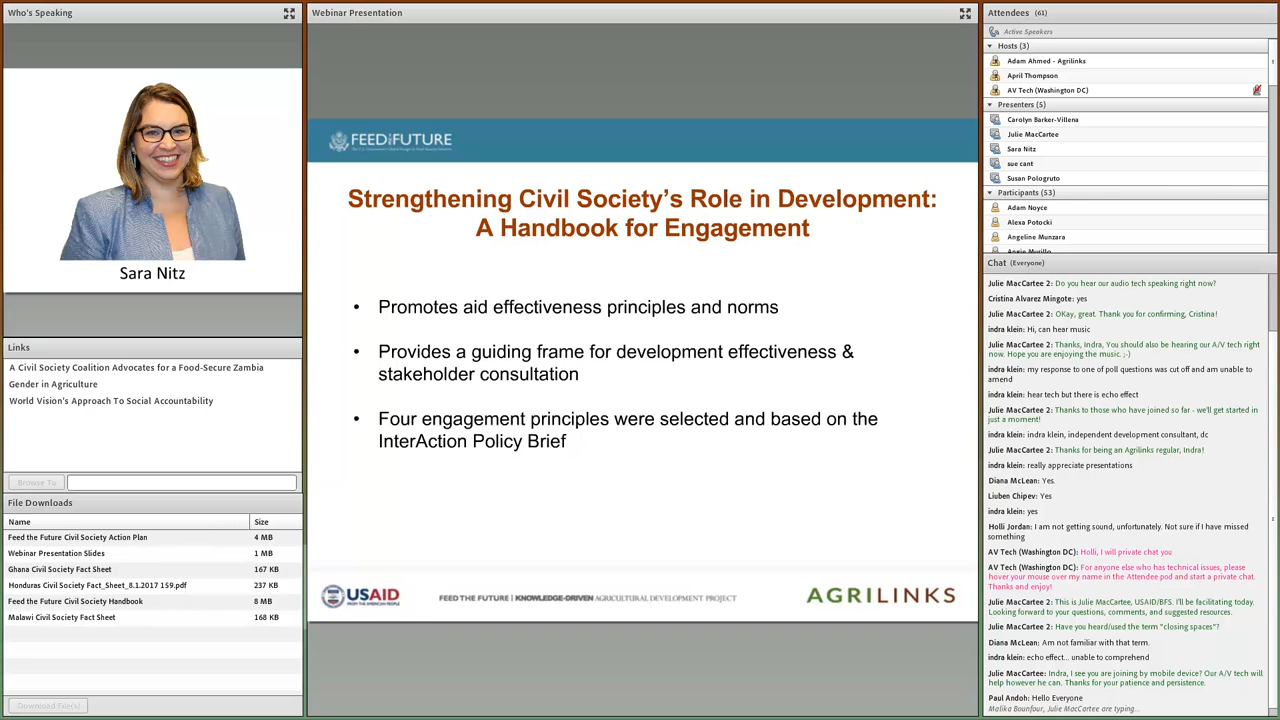 Who's Speaking
Sara Nitz
Links
A Civil Society Coalition Advocates for a Food-Secure Zambia
Gender in Agriculture
World Vision's Approach To Social Accountability
Browse To
File Downloads
Name Size
Feed the Future Civil Society Action Plan 4 MB
Webinar Presentation Slides 1 MB
Ghana Civil Society Fact Sheet 167 KB
Honduras Civil Society Fact_Sheet_8.1.2017 159.pdf 237 KB
Feed the Future Civil Society Handbook 8 MB
Malawi Civil Society Fact Sheet 168 KB
Download File(s)
Webinar Presentation
FEED THE FUTURE
Strengthening Civil Society’s Role in Development:
A Handbook for Engagement
• Promotes aid effectiveness principles and norms
• Provides a guiding frame for development effectiveness &
stakeholder consultation
• Four engagement principles were selected and based on the
InterAction Policy Brief
USAID
FROM THE AMERICAN PEOPLE
FEED THE FUTURE | KNOWLEDGE-DRIVEN AGRICULTURAL DEVELOPMENT PROJECT
AGRILINKS
Attendees (61)
Active Speakers
Hosts (3)
Adam Ahmed - Agrilinks
April Thompson
AV Tech (Washington DC)
Presenters (5)
Carolyn Barker-Villena
Julie MacCartee
Sara Nitz
sue cant
Susan Pologruto
Participants (53)
Adam Noyce
Alexa Potocki
Angeline Munzara
Angie Murillo
Chat (Everyone)
Julie MacCartee 2: Do you hear our audio tech speaking right now?
Cristina Alvarez Mingote: yes
Julie MacCartee 2: OKay, great. Thank you for confirming, Cristina!
indra klein: Hi, can hear music
Julie MacCartee 2: Thanks, Indra, You should also be hearing our A/V tech right
now. Hope you are enjoying the music. ;-)
indra klein: my response to one of poll questions was cut off and am unable to
amend
indra klein: hear tech but there is echo effect
Julie MacCartee 2: Thanks to those who have joined so far - we'll get started in
just a moment!
indra klein: indra klein, independent development consultant, dc
Julie MacCartee 2: Thanks for being an Agrilinks regular, Indra!
indra klein: really appreciate presentations
Diana McLean: Yes.
Liuben Chipev: Yes
indra klein: yes
Holli Jordan: I am not getting sound, unfortunately. Not sure if I have missed
something
AV Tech (Washington DC): Holli, I will private chat you
AV Tech (Washington DC): For anyone else who has technical issues, please
hover your mouse over my name in the Attendee pod and start a private chat.
Thanks and enjoy!
Julie MacCartee 2: This is Julie MacCartee, USAID/BFS. I'll be facilitating today.
Looking forward to your questions, comments, and suggested resources.
Julie MacCartee 2: Have you heard/used the term "closing spaces"?
Diana McLean: Am not familiar with that term.
indra klein: echo effect... unable to comprehend
Julie MacCartee: Indra, I see you are joining by mobile device? Our A/V tech will
help however he can. Thanks for your patience and persistence.
Paul Andoh: Hello Everyone
Malika Bounfour, Julie MacCartee are typing...